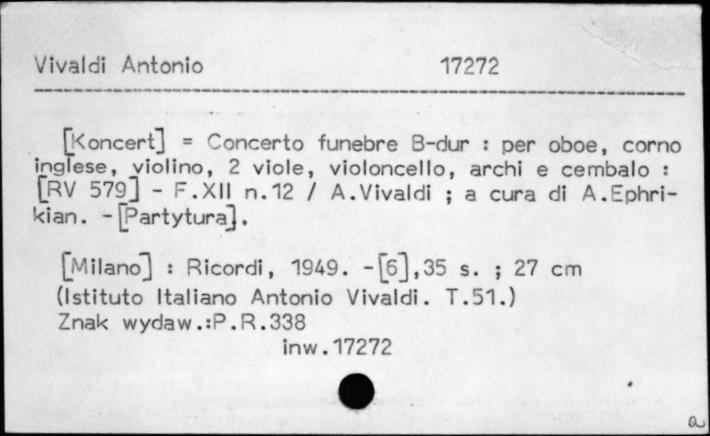 Vivaldi Antonio 17272
[Koncert] = Concerto funebre B-dur : per oboe, corno
inglese, violino, 2 viole, violoncello, archi e cembalo :
[RV 579] - F.XII n.12 / A.Vivaldi ; a cura di A.Ephri-
kian. -[Partytura].
[Milano] : Ricordi, 1949. -[6],35 s. ; 27 cm
(Istituto Italiano Antonio Vivaldi. T.51.)
Znak wydaw.:P.R.338
inw.17272